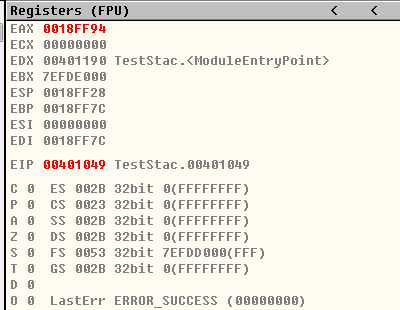 Registers (FPU) < <
EAX 0018FF94
ECX 00000000
EDX 00401190 TestStac.<ModuleEntryPoint>
EBX 7EFDE000
ESP 0018FF28
EBP 0018FF7C
ESI 00000000
EDI 0018FF7C
EIP 00401049 TestStac.00401049
C 0 ES 002B 32bit 0(FFFFFFFF)
P 0 CS 0023 32bit 0(FFFFFFFF)
A 0 SS 002B 32bit 0(FFFFFFFF)
Z 0 DS 002B 32bit 0(FFFFFFFF)
S 0 FS 0053 32bit 7EFDD000(FFF)
T 0 GS 002B 32bit 0(FFFFFFFF)
D 0
O 0 LastErr ERROR_SUCCESS (00000000)